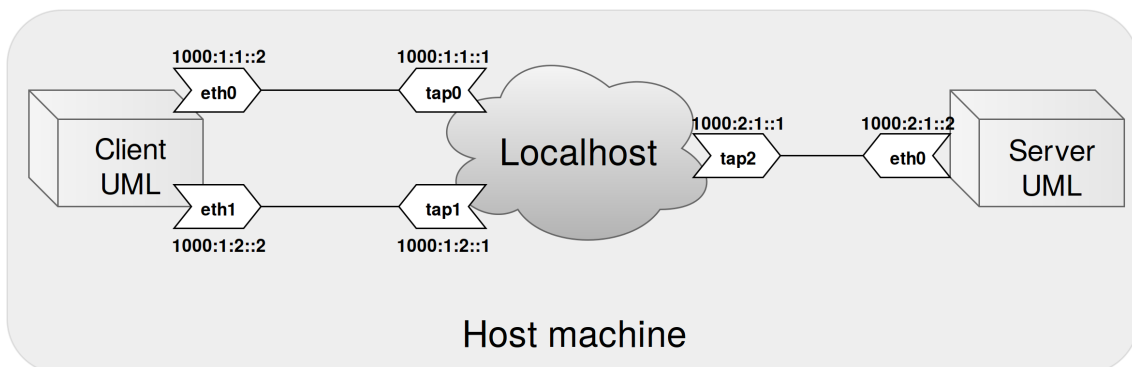 1000:1:1::2
1000:1:1::1
eth0
tap0
1000:2:1::1
1000:2:1::2
Client
UML
Localhost
tap2
eth0
Server
UML
eth1
tap1
1000:1:2::2
1000:1:2::1
Host machine